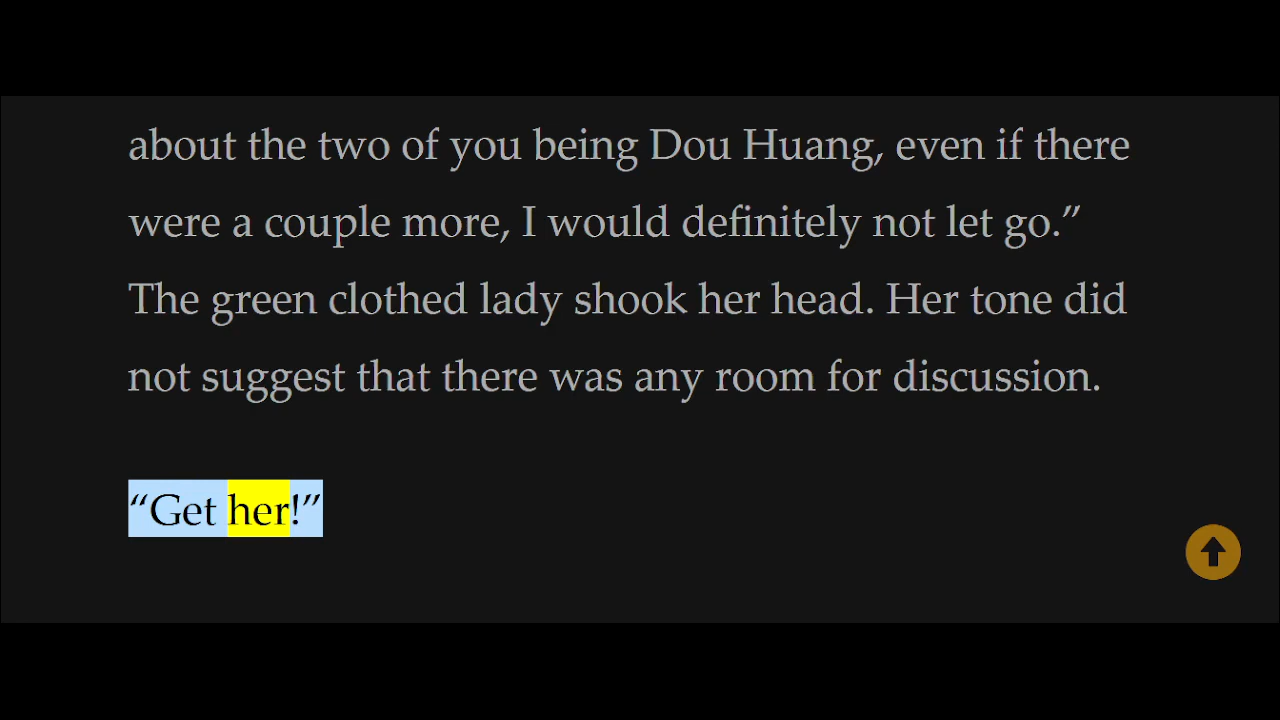 about the two of you being Dou Huang, even if there
were a couple more, I would definitely not let go.”
The green clothed lady shook her head. Her tone did
not suggest that there was any room for discussion.
“Get her!”